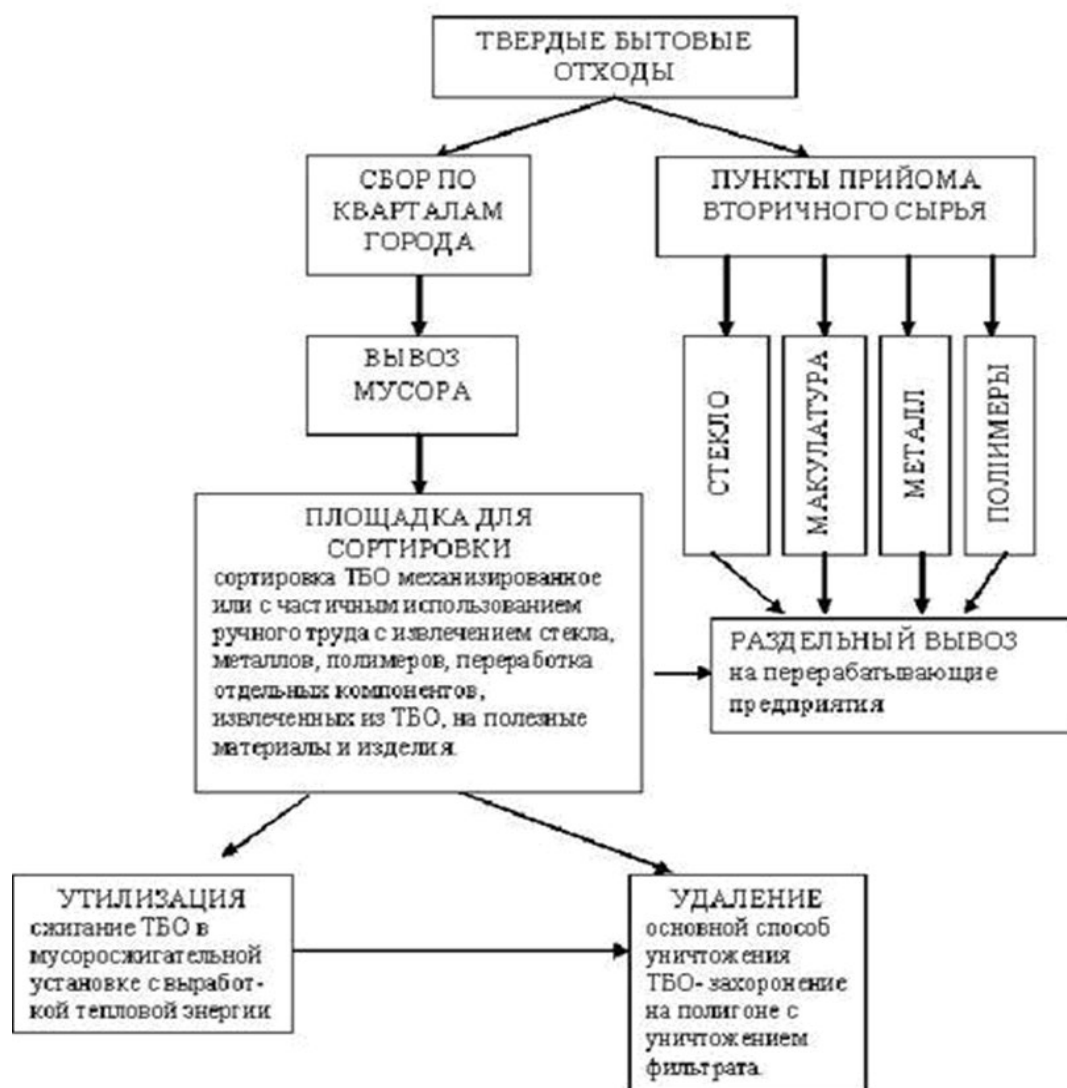 ТВЕРДЫЕ БЫТОВЫЕ
ОТХОДЫ
СБОР ПО
КВАРТАЛАМ
ГОРОДА
ПУНКТЫ ПРИЙОМА
ВТОРИЧНОГО СЫРЬЯ
ВЫВОЗ
МУСОРА
СТЕКЛО
МАКУЛАТУРА
МЕТАЛЛ
ПОЛІМЕРЫ
ПЛОЩАДКА ДЛЯ
СОРТИРОВКИ
сортировка ТБО механизированное
или с частичным использованием
ручного труда с извлечением стекла,
металлов, полимеров, переработка
отдельных компонентов,
извлеченных из ТБО, на полезные
материалы и изделия.
РАЗДЕЛЬНЫЙ ВЫВОЗ
на перерабатывающие
предприятия
УТИЛИЗАЦИЯ
сжигание ТБО в
мусоросжигательной
установке с выработ-
кой тепловой энергии
УДАЛЕНИЕ
основной способ
уничтожения
ТБО- захоронение
на полигоне с
уничтожением
фильтрата.